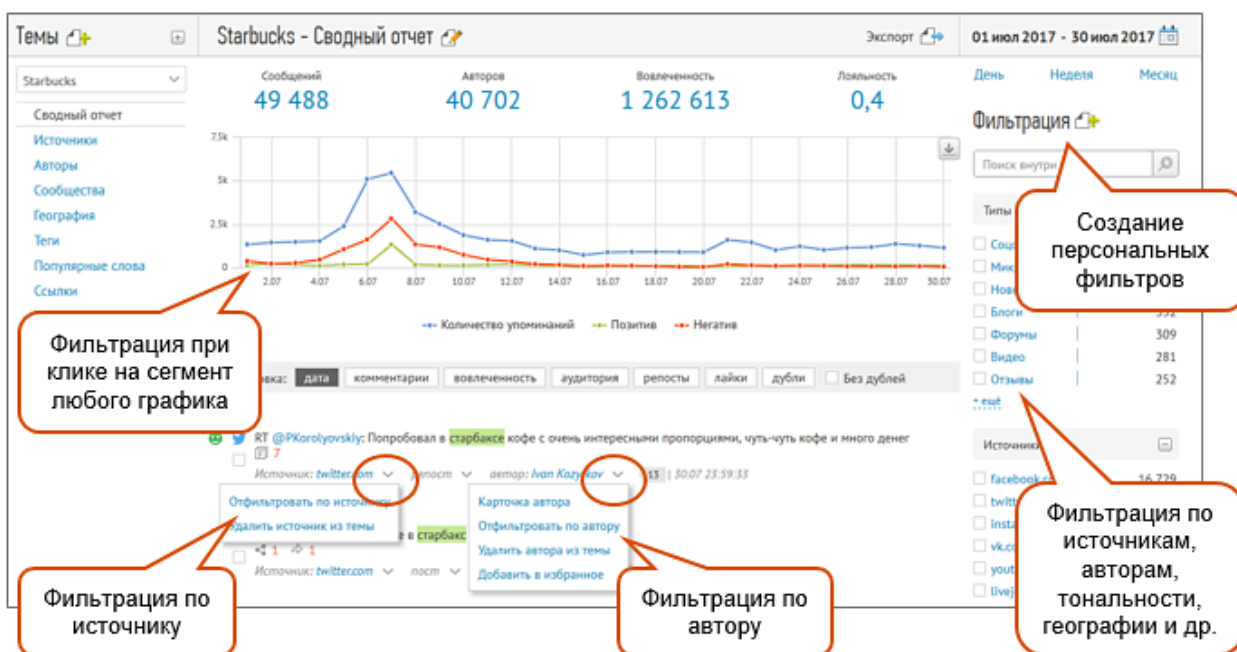 Темы
Starbucks - Сводный отчет
Экспорт
01 июл 2017 - 30 июл 2017
Starbucks
Сводный отчет
Источники
Авторы
Сообщества
География
Теги
Популярные слова
Ссылки
Сообщений
49 488
Авторов
40 702
Вовлеченность
1 262 613
Лояльность
0,4
День Неделя Месяц
Фильтрация
Поиск внутри
7.5k
5k
2.5k
0
2.07 4.07 6.07 8.07 10.07 12.07 14.07 16.07 18.07 20.07 22.07 24.07 26.07 28.07 30.07
Количество упоминаний Позитив Негатив
Типы
Блоги
Форумы 309
Видео 281
Отзывы 252
+ ещё
Создание
персональных
фильтров
Фильтрация при
клике на сегмент
любого графика
дата комментарии вовлеченность аудитория репосты лайки дубли Без дублей
RT @PKorolyovskiy: Попробовал в старбаксе кофе с очень интересными пропорциями, чуть-чуть кофе и много денег
7
Источник: twitter.com репост автор: Ivan 13 | 30.07 23:59:33
Отфильтровать по источнику
Удалить источник из темы
Карточка автора
Отфильтровать по автору
Удалить автора из темы
Добавить в избранное
в старбакс
1 1
Источник: twitter.com пост
Источники
facebook.c 16 729
Фильтрация по
источнику
Фильтрация по
автору
Фильтрация по
источникам,
авторам,
тональности,
географии и др.